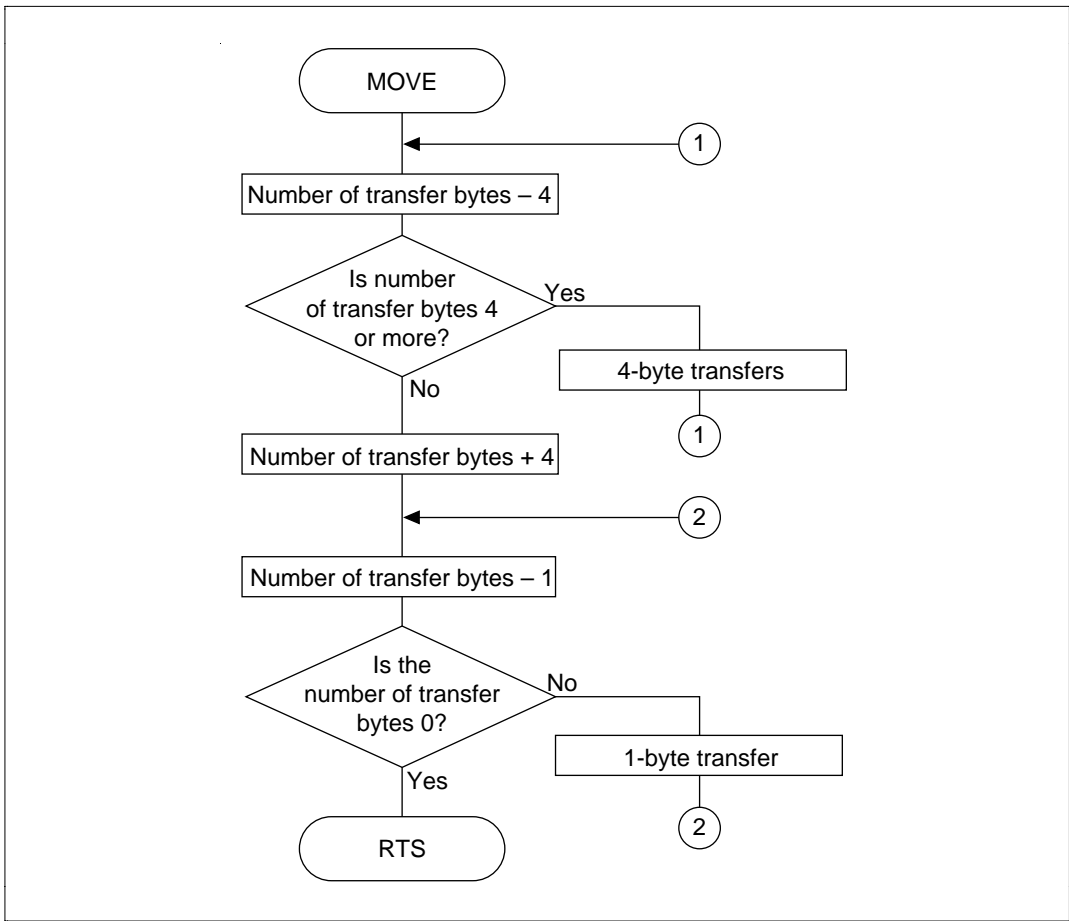 MOVE
1
Number of transfer bytes – 4
Is number
of transfer bytes 4
or more?
Yes
4-byte transfers
1
No
Number of transfer bytes + 4
2
Number of transfer bytes – 1
Is the
number of transfer
bytes 0?
No
1-byte transfer
2
Yes
RTS